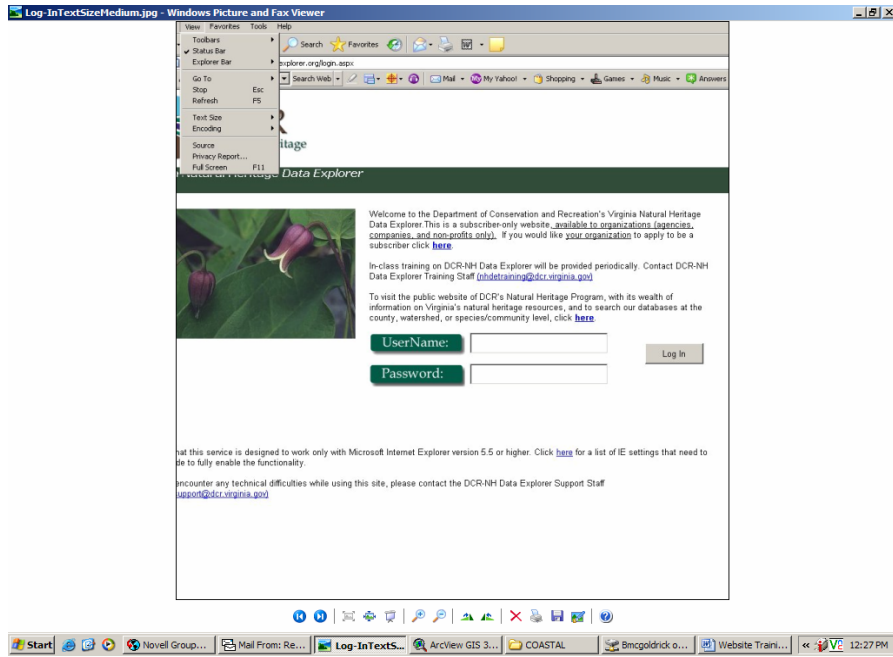 Log-InTextSizeMedium.jpg - Windows Picture and Fax Viewer
View Favorites Tools Help
Toolbars
Status Bar
Explorer Bar
Go To
Stop Esc
Refresh F5
Text Size
Encoding
Source
Privacy Report...
Full Screen F11
Search Favorites
explorer.org/login.aspx
Search Web Mail My Yahoo! Shopping Games Music Answers
itage
Natural Heritage Data Explorer
Welcome to the Department of Conservation and Recreation's Virginia Natural Heritage
Data Explorer.This is a subscriber-only website, available to organizations (agencies,
companies, and non-profits only). If you would like your organization to apply to be a
subscriber click here.
In-class training on DCR-NH Data Explorer will be provided periodically. Contact DCR-NH
Data Explorer Training Staff (nhdetraining@dcr.virginia.gov)
To visit the public website of DCR's Natural Heritage Program, with its wealth of
information on Virginia's natural heritage resources, and to search our databases at the
county, watershed, or species/community level, click here.
UserName:
Log In
Password:
hat this service is designed to work only with Microsoft Internet Explorer version 5.5 or higher. Click here for a list of IE settings that need to
de to fully enable the functionality.
encounter any technical difficulties while using this site, please contact the DCR-NH Data Explorer Support Staff
upport@dcr.virginia.gov)
Start Novell Group... Mail From: Re... Log-InTextS... ArcView GIS 3... COASTAL Bmcgoldrick o... Website Traini... « 12:27 PM